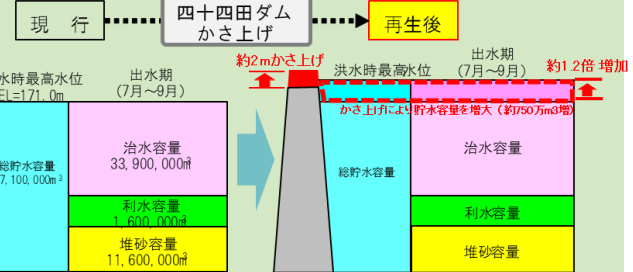 現　行
四十四田ダム
かさ上げ
再生後
約2mかさ上げ
水時最高水位
EL=171.0m
出水期
(7月～9月)
洪水時最高水位
出水期
(7月～9月)
約1.2倍 増加
かさ上げにより貯水容量を増大（約750万m3増）
総貯水容量
7,100,000m³
治水容量
33,900,000m³
利水容量
1,600,000m³
堆砂容量
11,600,000m³
総貯水容量
治水容量
利水容量
堆砂容量